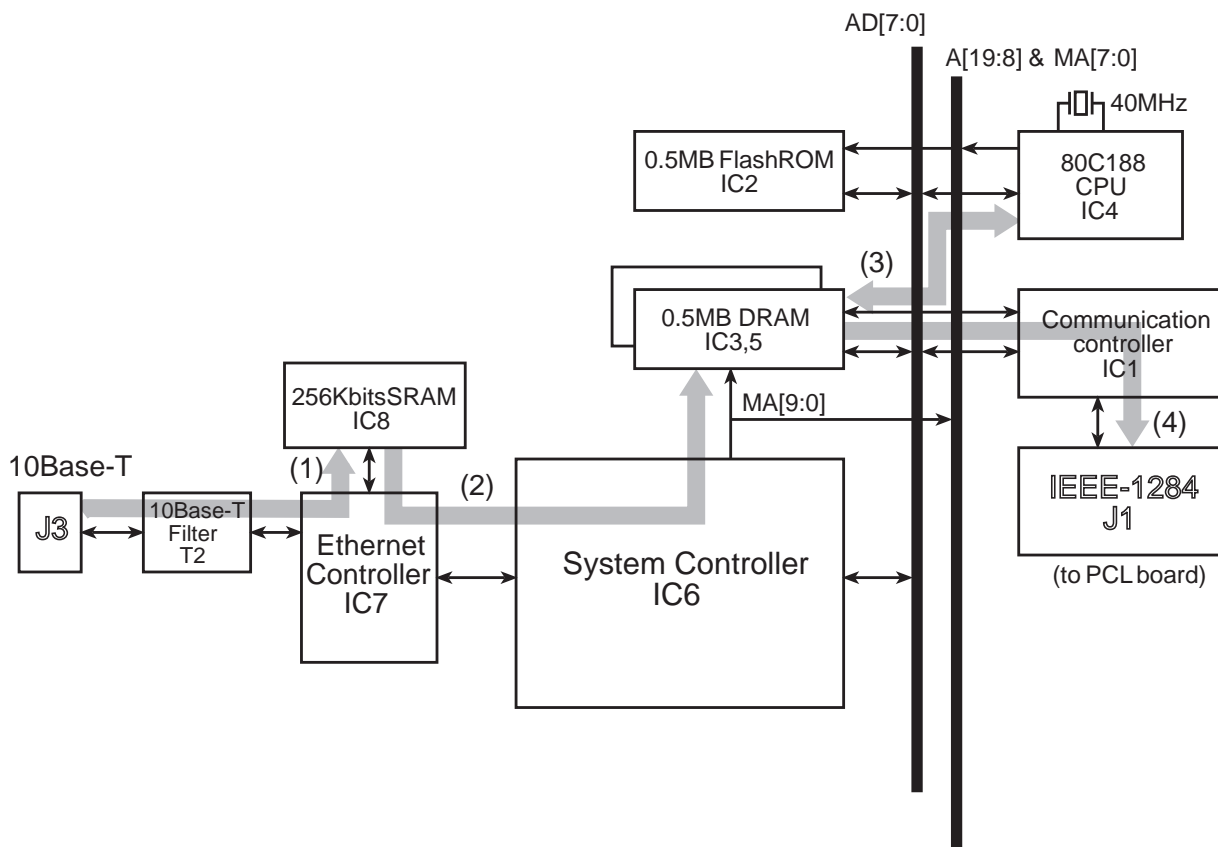 AD[7:0]
A[19:8] & MA[7:0]
40MHz
0.5MB FlashROM
IC2
80C188
CPU
IC4
(3)
0.5MB DRAM
IC3,5
Communication
controller
IC1
256KbitsSRAM
IC8
MA[9:0]
(4)
10Base-T
(1)
(2)
J3
10Base-T
Filter
T2
Ethernet
Controller
IC7
System Controller
IC6
IEEE-1284
J1
(to PCL board)